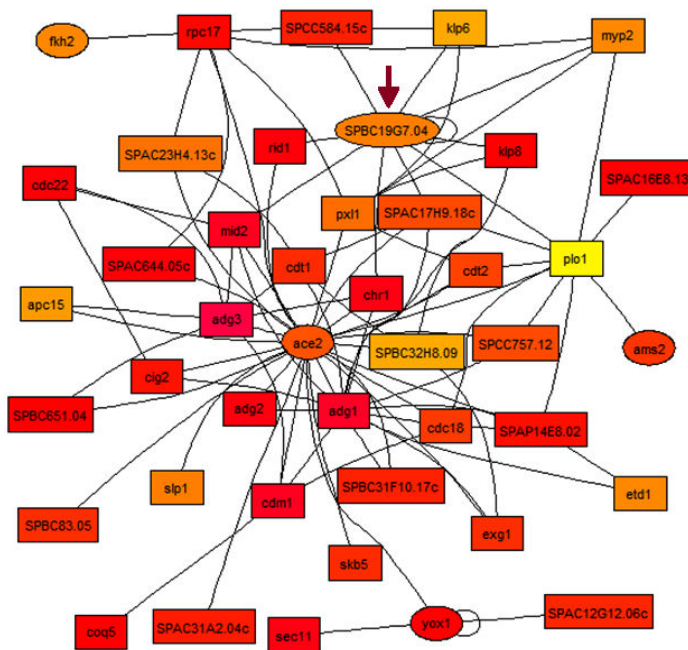 fkh2
rpc17
SPCC584.15c
klp6
myp2
SPBC19G7.04
SPAC23H4.13c
rid1
klp8
cdc22
SPAC16E8.13
pxl1
SPAC17H9.18c
mid2
SPAC644.05c
cdt1
cdt2
plo1
apc15
chr1
adg3
ace2
SPBC32H8.09
SPCC757.12
ams2
cig2
SPBC651.04
adg2
adg1
cdc18
SPAP14E8.02
slp1
SPBC31F10.17c
etd1
cdm1
SPBC83.05
exg1
skb5
coq5
SPAC31A2.04c
sec11
yox1
SPAC12G12.06c